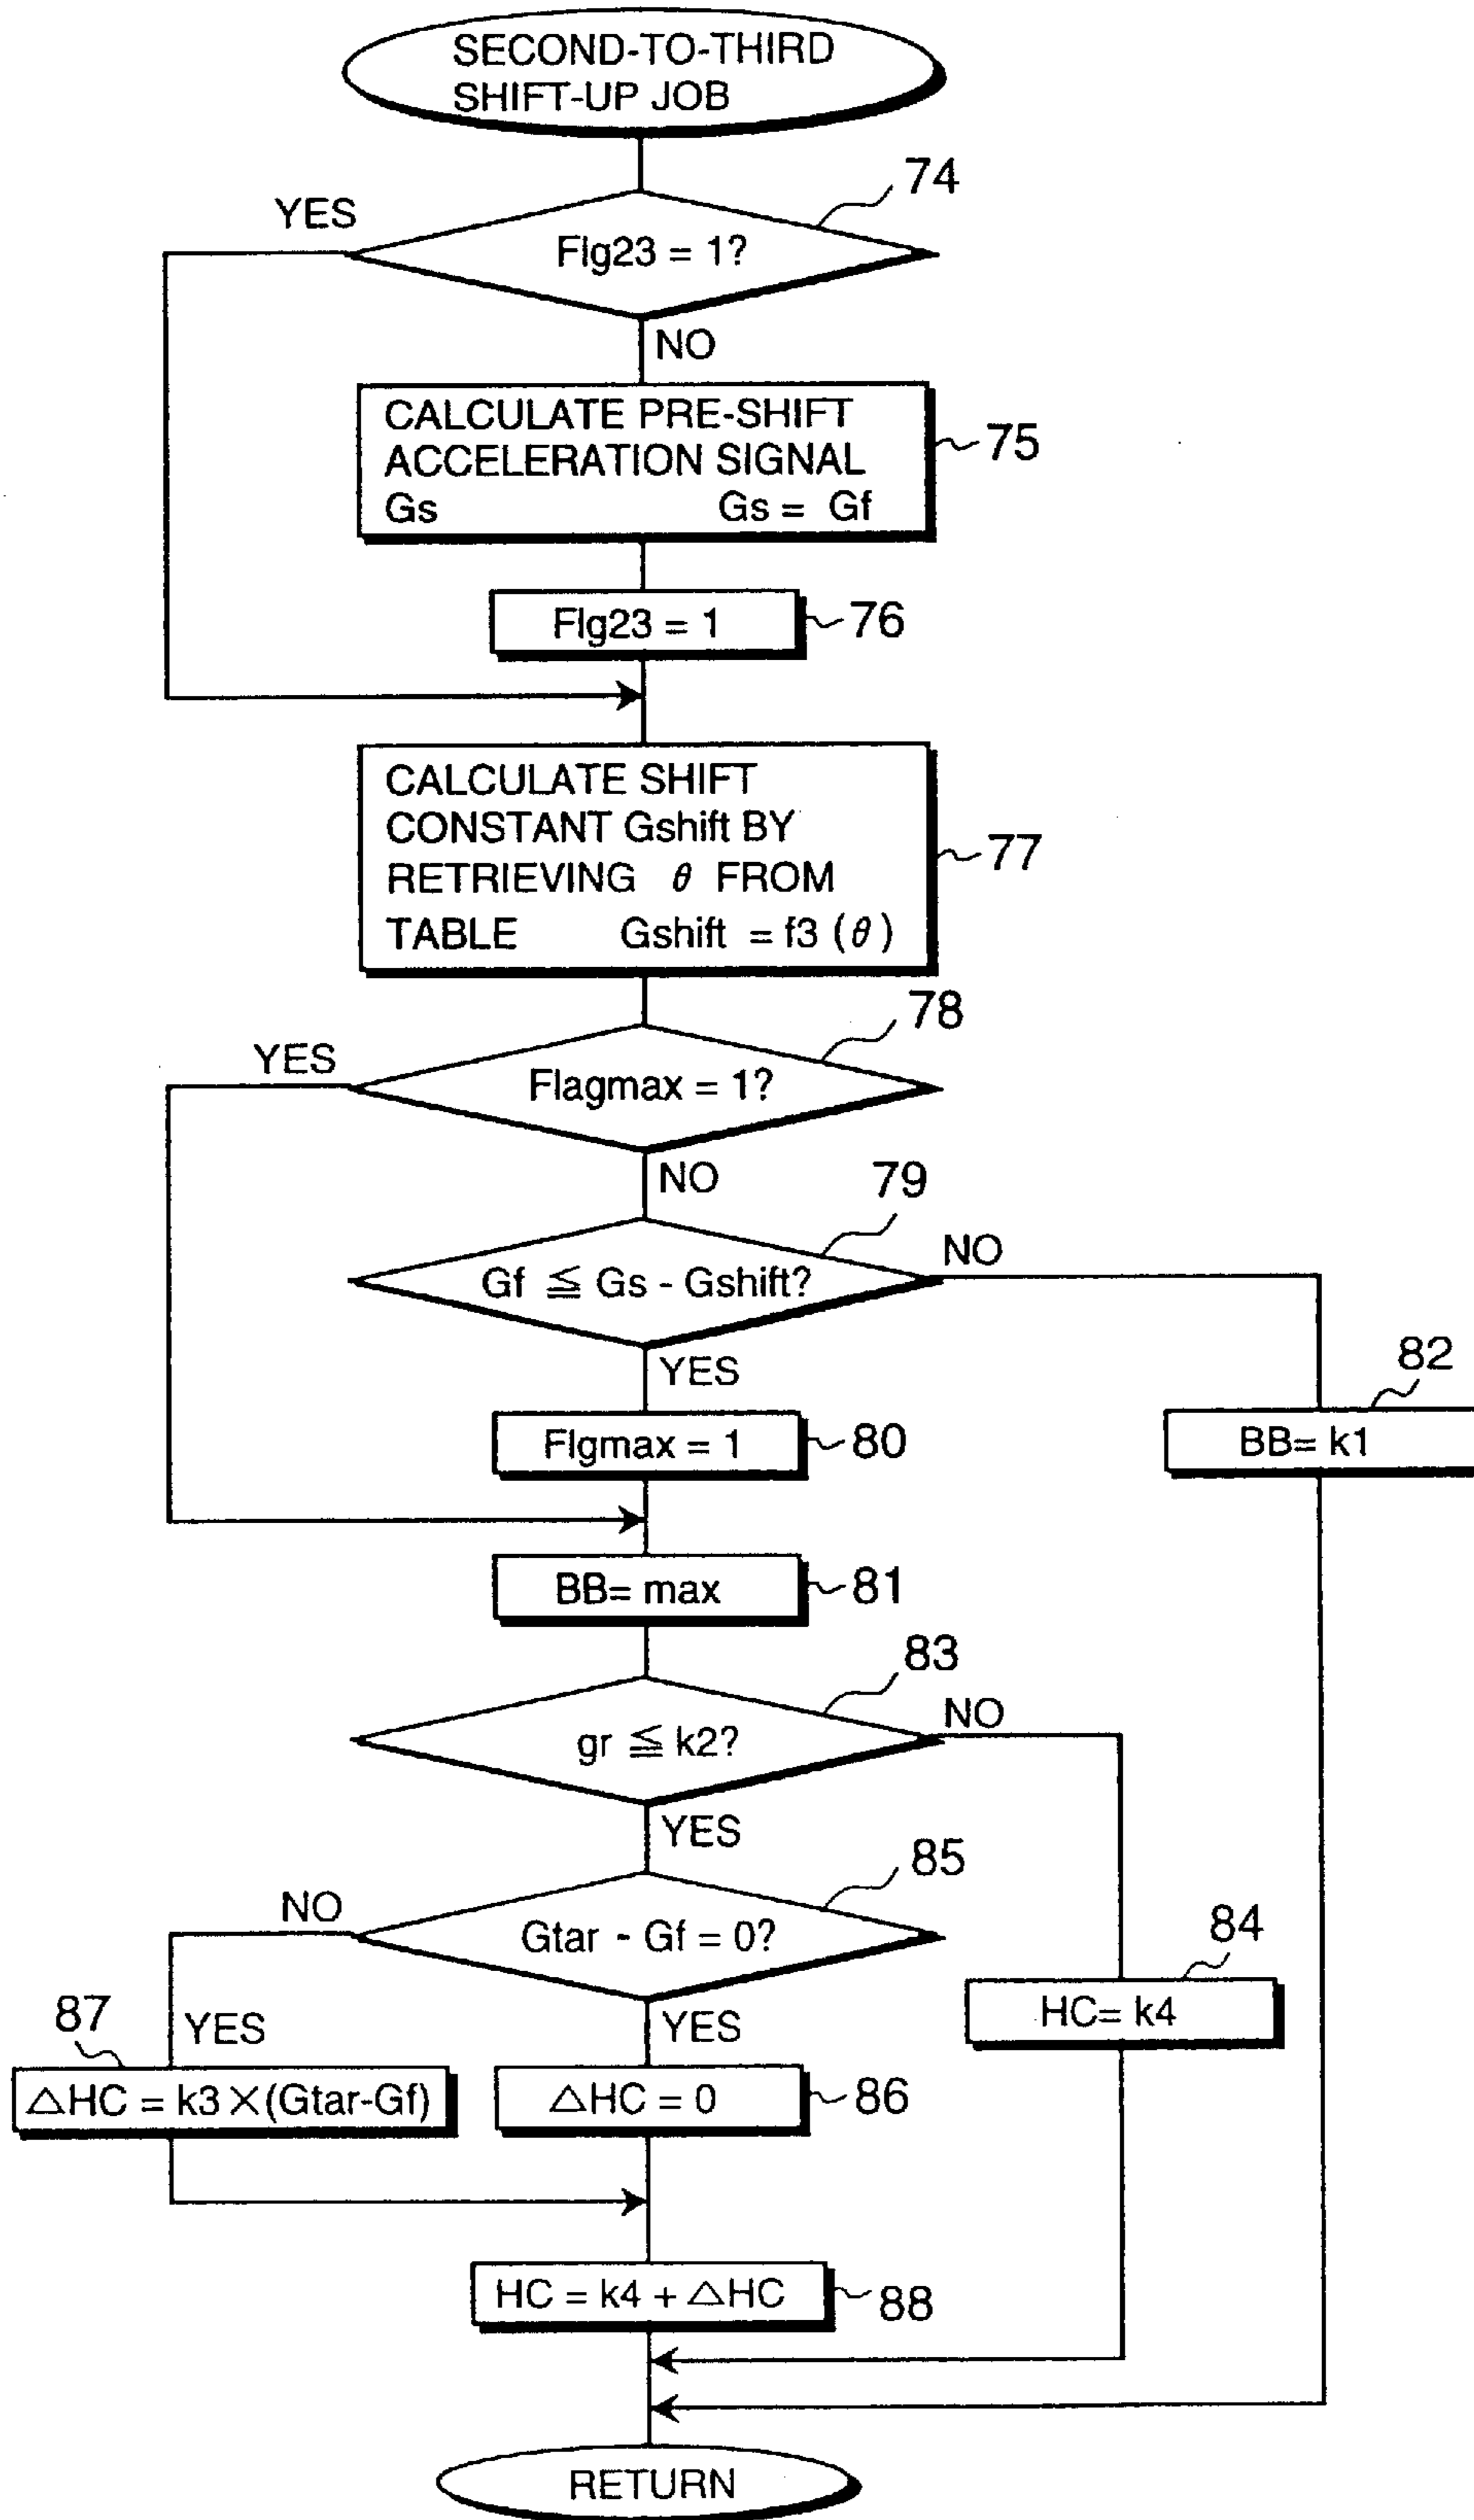 SECOND-TO-THIRD
SHIFT-UP JOB
74
YES
Flg23 = 1?
NO
CALCULATE PRE-SHIFT
ACCELERATION SIGNAL
Gs Gs = Gf
75
Flg23 = 1
76
CALCULATE SHIFT
CONSTANT Gshift BY
RETRIEVING θ FROM
TABLE Gshift = f3 (θ)
77
78
YES
Flagmax = 1?
NO
79
Gf ≦ Gs - Gshift?
NO
YES
82
Flgmax = 1
80
BB= k1
BB= max
81
83
gr ≦ k2?
NO
YES
85
NO
Gtar - Gf = 0?
84
HC= k4
87
YES
YES
△HC = k3 X (Gtar-Gf)
△HC = 0
86
HC = k4 + △HC
88
RETURN